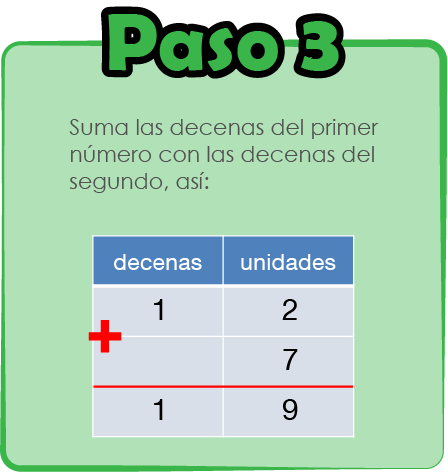 Paso 3
Suma las decenas del primer
número con las decenas del
segundo, así:
decenas unidades
1 2
+
7
1 9